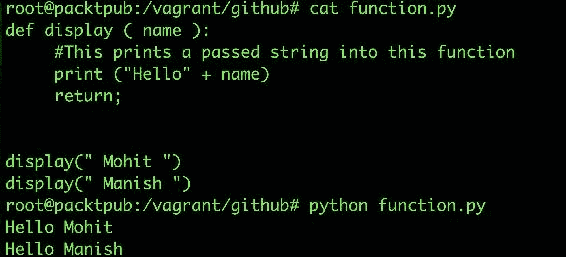 root@packtpub:/vagrant/github# cat function.py
def display ( name ):
#This prints a passed string into this function
print ("Hello" + name)
return;
display(" Mohit ")
display(" Manish ")
root@packtpub:/vagrant/github# python function.py
Hello Mohit
Hello Manish